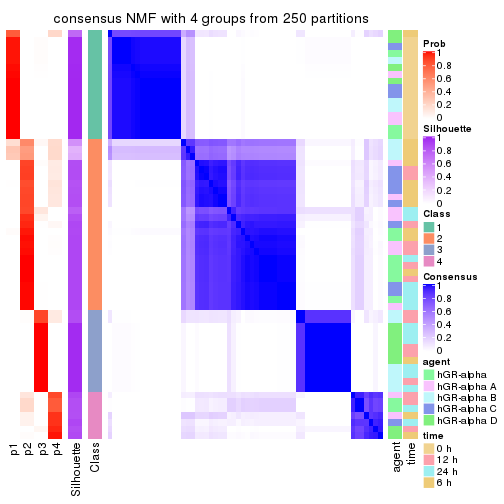 consensus NMF with 4 groups from 250 partitions
Prob
1
0.8
0.6
0.4
0.2
0
Silhouette
1
0.8
0.6
0.4
0.2
0
Class
1
2
3
4
Consensus
1
0.8
0.6
0.4
0.2
0
agent
hGR-alpha
hGR-alpha A
hGR-alpha B
hGR-alpha C
hGR-alpha D
time
0 h
12 h
24 h
6 h
p1
p2
p3
p4
Silhouette
Class
agent
time